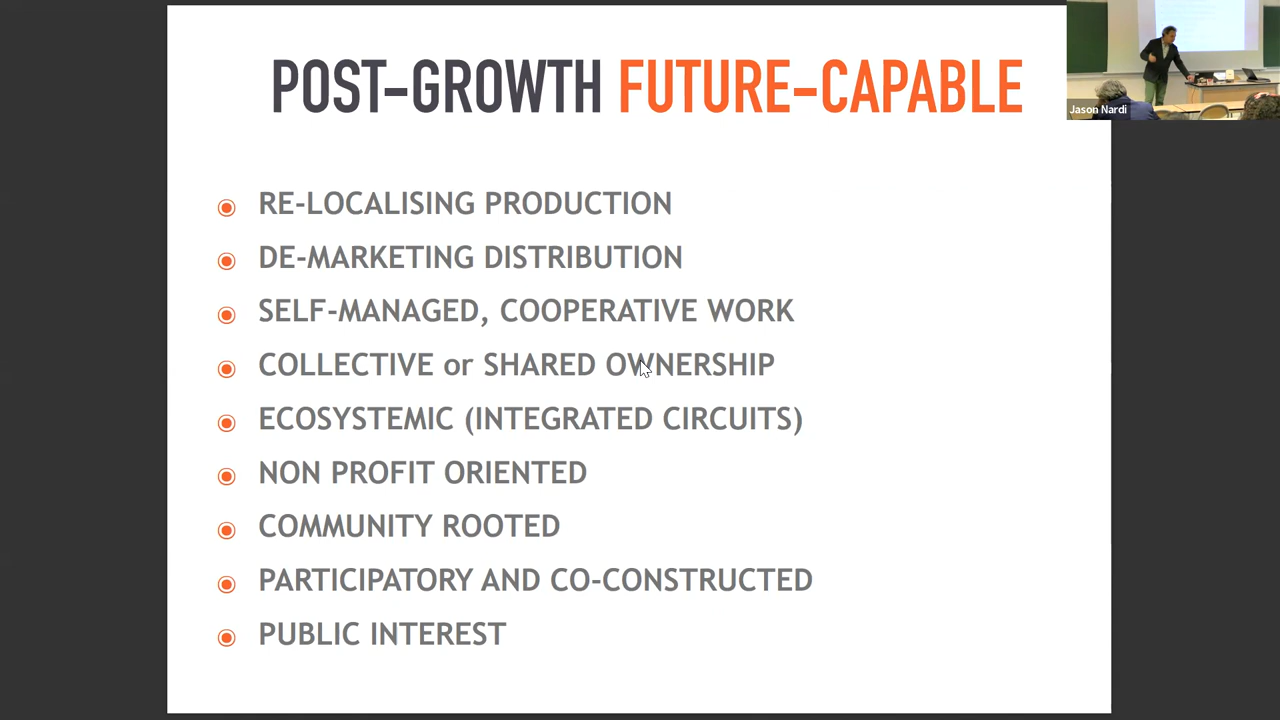 POST-GROWTH FUTURE-CAPABLE
Jason Nardi
RE-LOCALISING PRODUCTION
DE-MARKETING DISTRIBUTION
SELF-MANAGED, COOPERATIVE WORK
COLLECTIVE or SHARED OWNERSHIP
ECOSYSTEMIC (INTEGRATED CIRCUITS)
NON PROFIT ORIENTED
COMMUNITY ROOTED
PARTICIPATORY AND CO-CONSTRUCTED
PUBLIC INTEREST